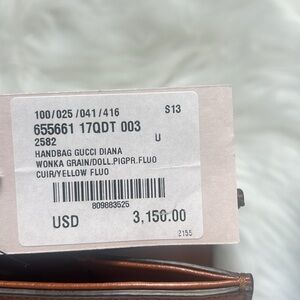 100/025/041/416 S13
655661 17QDT 003
2582 U
HANDBAG GUCCI DIANA
WONKA GRAIN/DOLL.PIGPR.FLUO
CUIR/YELLOW FLUO
809883525
USD 3,150.00
2155